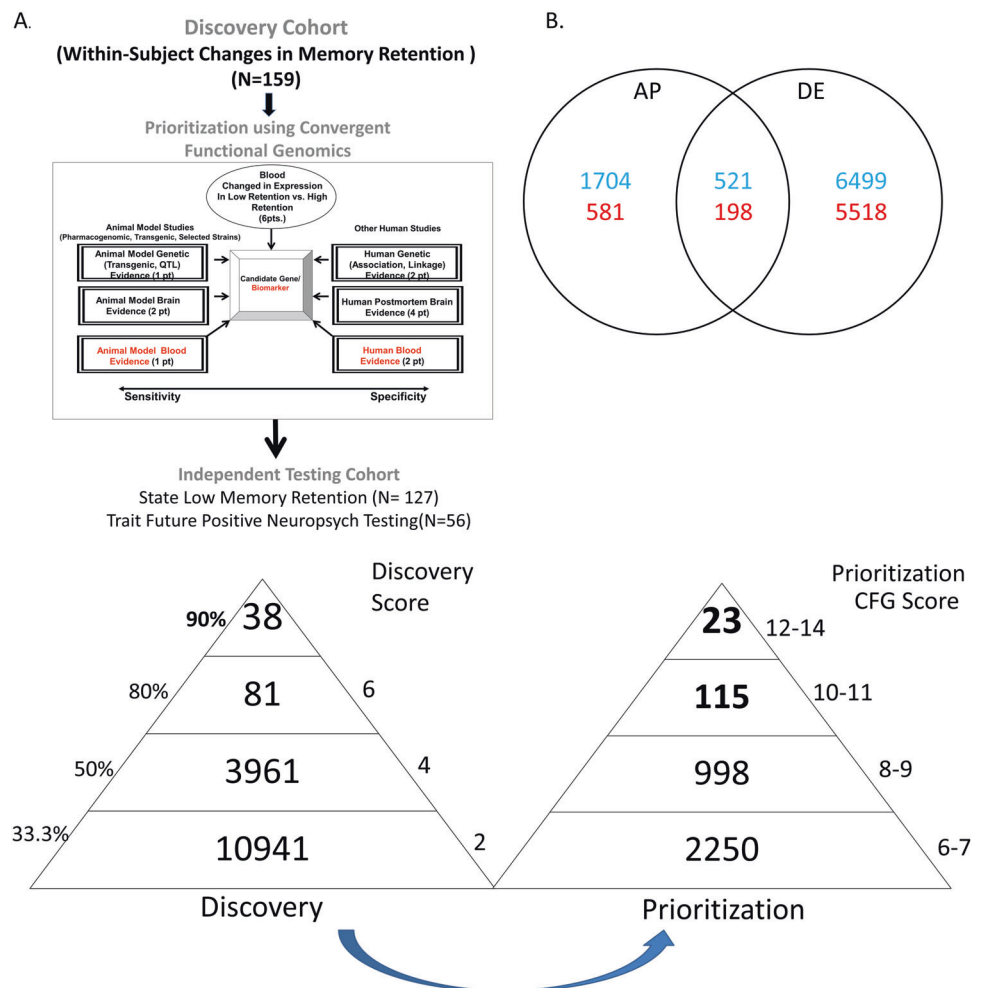 A.
Discovery Cohort
(Within-Subject Changes in Memory Retention )
(N=159)
Prioritization using Convergent
Functional Genomics
Blood
Changed in Expression
In Low Retention vs. High
Retention
(6pts.)
Animal Model Studies
(Pharmacogenomic, Transgenic, Selected Strains)
Other Human Studies
Animal Model Genetic
(Transgenic, QTL)
Evidence (1 pt)
Animal Model Brain
Evidence (2 pt)
Animal Model Blood
Evidence (1 pt)
Candidate Gene/
Biomarker
Human Genetic
(Association, Linkage)
Evidence (2 pt)
Human Postmortem Brain
Evidence (4 pt)
Human Blood
Evidence (2 pt)
Sensitivity
Specificity
Independent Testing Cohort
State Low Memory Retention (N= 127)
Trait Future Positive Neuropsych Testing(N=56)
B.
AP
DE
1704
521
6499
581
198
5518
Discovery
Score
90%
38
80%
81
6
50%
3961
4
33.3%
10941
2
Discovery
Prioritization
CFG Score
23
12-14
115
10-11
998
8-9
2250
6-7
Prioritization